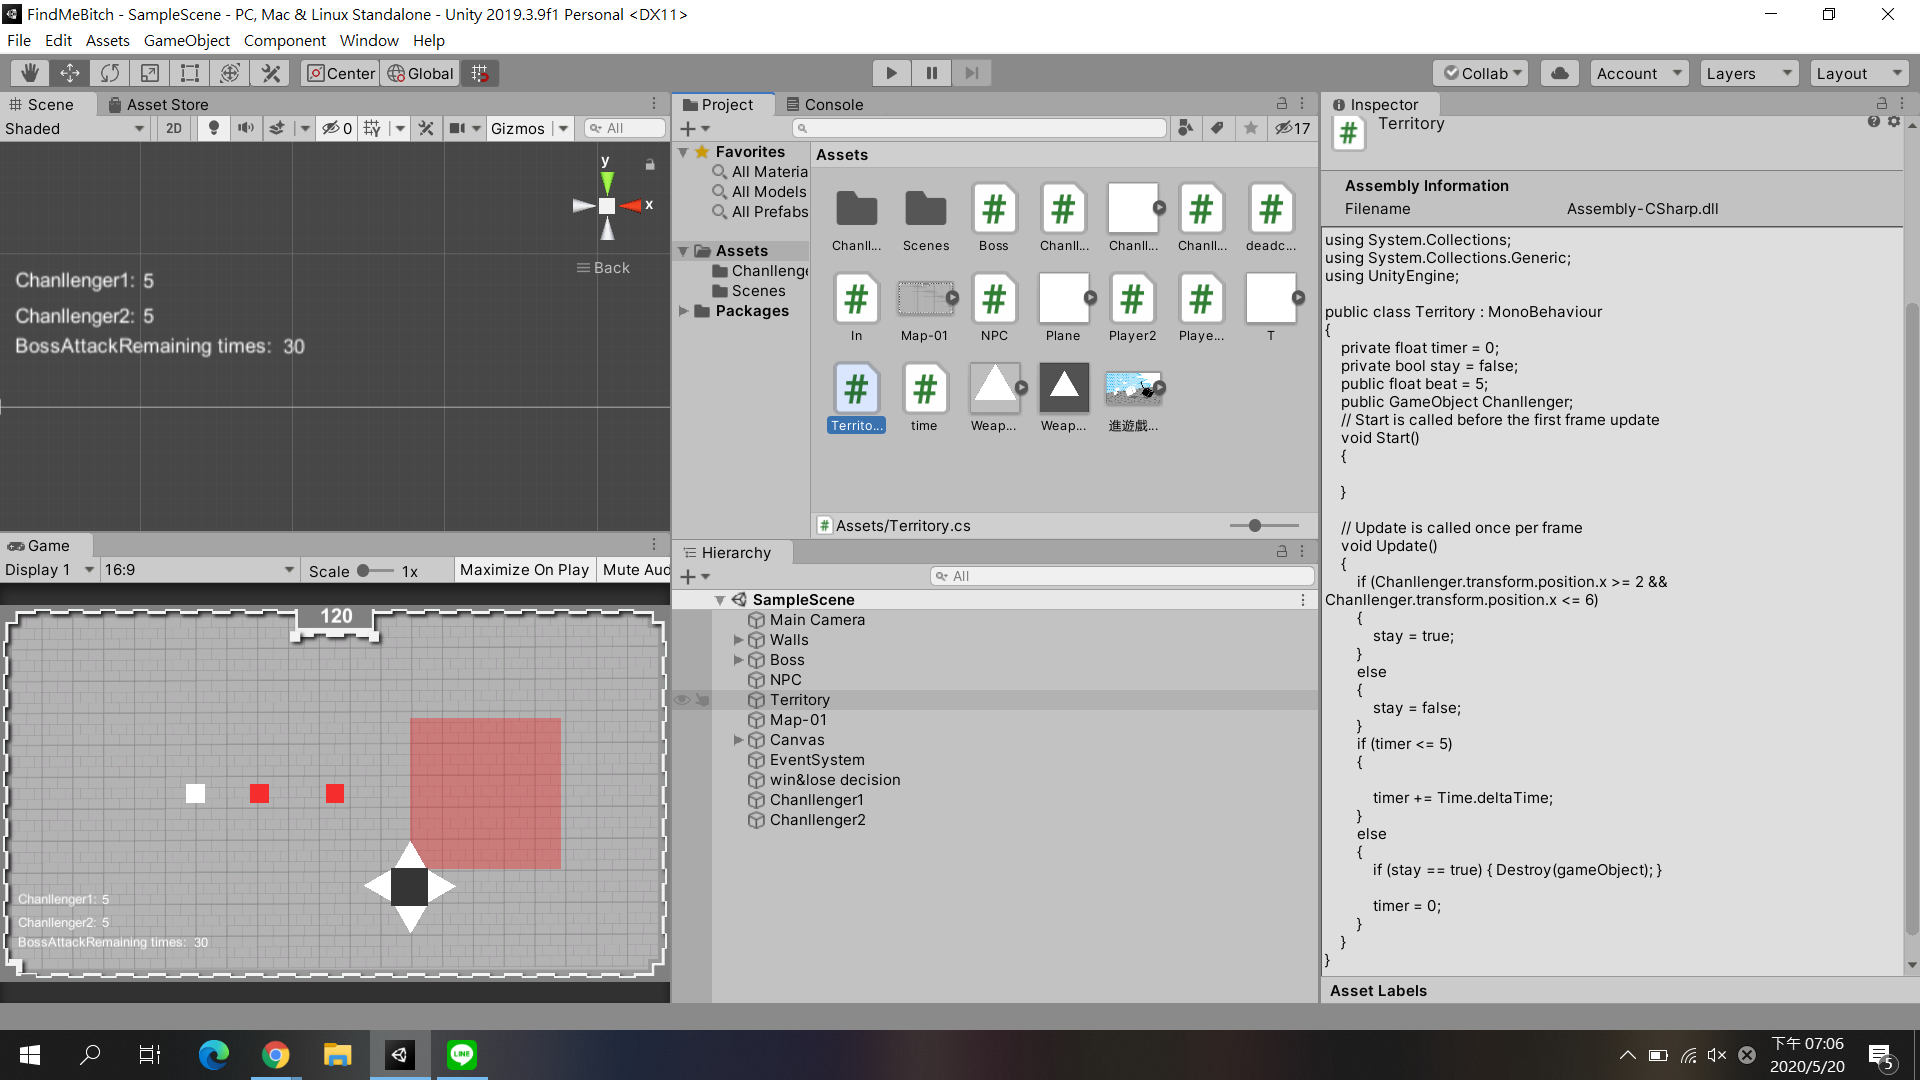 FindMeBitch - SampleScene - PC, Mac & Linux Standalone - Unity 2019.3.9f1 Personal <DX11>
File Edit Assets GameObject Component Window Help
Center Global
Collab Account Layers Layout
Scene Asset Store
Shaded 2D 0 Gizmos All
y
x
Back
Chanllenger1: 5
Chanllenger2: 5
BossAttackRemaining times: 30
Game
Display 1 16:9 Scale 1x Maximize On Play Mute Aud
120
Chanllenger1: 5
Chanllenger2: 5
BossAttackRemaining times: 30
Project Console
17
Favorites
All Materia
All Models
All Prefabs
Assets
Chanllenge
Scenes
Packages
Assets
Chanll... Scenes Boss Chanll... Chanll... Chanll... deadc...
In Map-01 NPC Plane Player2 Playe... T
Territo... time Weap... Weap... 進遊戲...
Assets/Territory.cs
Hierarchy
All
SampleScene
Main Camera
Walls
Boss
NPC
Territory
Map-01
Canvas
EventSystem
win&lose decision
Chanllenger1
Chanllenger2
Inspector
Territory
Assembly Information
Filename Assembly-CSharp.dll
using System.Collections;
using System.Collections.Generic;
using UnityEngine;
public class Territory : MonoBehaviour
{
private float timer = 0;
private bool stay = false;
public float beat = 5;
public GameObject Chanllenger;
// Start is called before the first frame update
void Start()
{
}
// Update is called once per frame
void Update()
{
if (Chanllenger.transform.position.x >= 2 &&
Chanllenger.transform.position.x <= 6)
{
stay = true;
}
else
{
stay = false;
}
if (timer <= 5)
{
timer += Time.deltaTime;
}
else
{
if (stay == true) { Destroy(gameObject); }
timer = 0;
}
}
}
Asset Labels
LINE
下午 07:06
2020/5/20
5